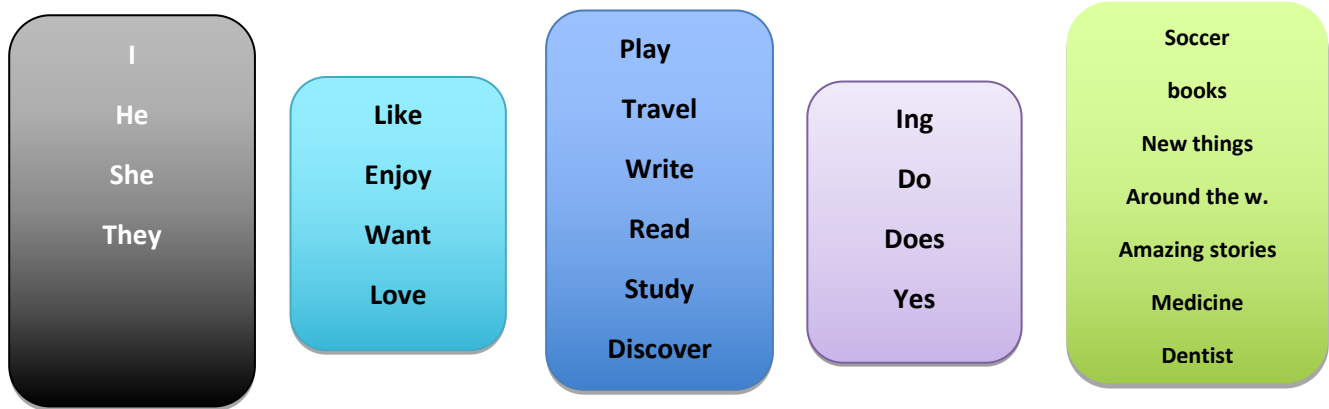 I
He
She
They
Like
Enjoy
Want
Love
Play
Travel
Write
Read
Study
Discover
Ing
Do
Does
Yes
Soccer
books
New things
Around the w.
Amazing stories
Medicine
Dentist